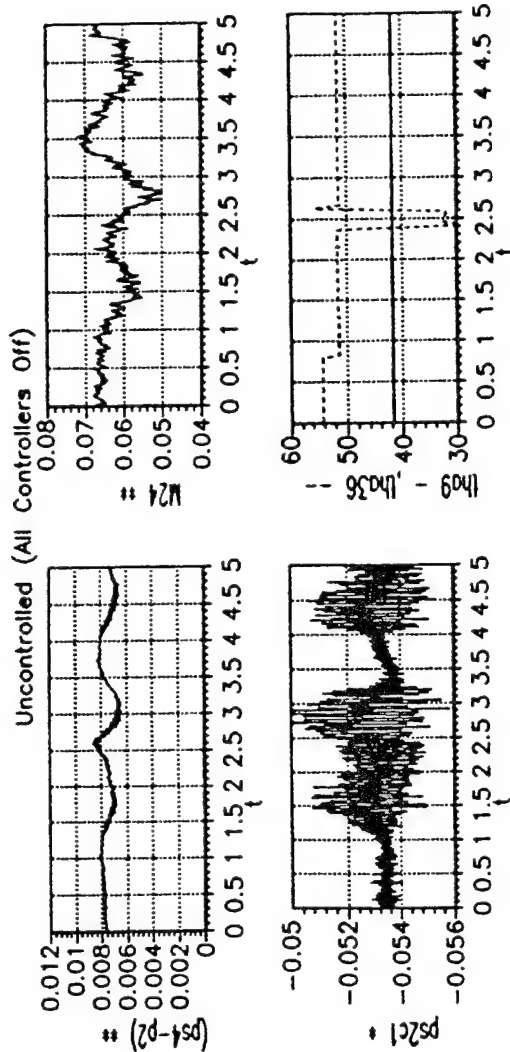 Uncontrolled (All Controllers Off)
(ps4-p2) **
0.012
0.01
0.008
0.006
0.004
0.002
0
0 0.5 1 1.5 2 2.5 3 3.5 4 4.5 5
t
M24 **
0.08
0.07
0.06
0.05
0.04
0 0.5 1 1.5 2 2.5 3 3.5 4 4.5 5
t
ps2c1 *
-0.05
-0.052
-0.054
-0.056
0 0.5 1 1.5 2 2.5 3 3.5 4 4.5 5
t
tha9 -, tha36 --
60
50
40
30
0 0.5 1 1.5 2 2.5 3 3.5 4 4.5 5
t